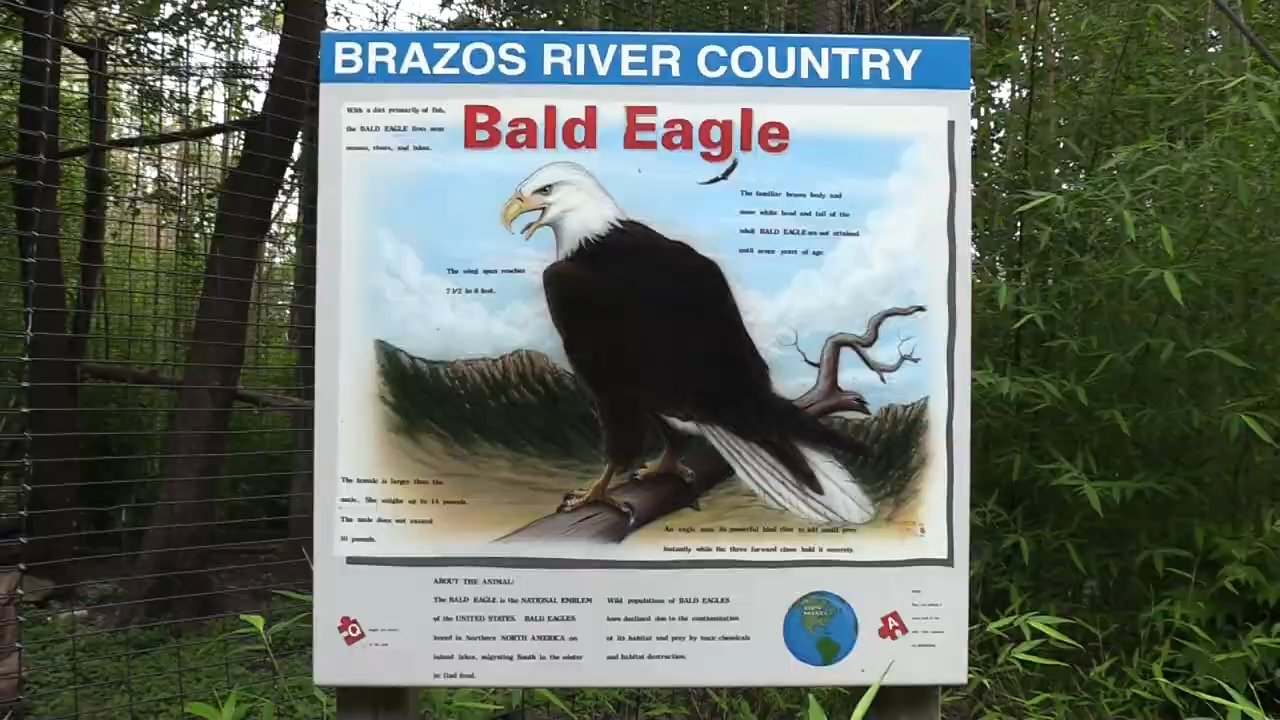 BRAZOS RIVER COUNTRY
Bald Eagle
With a diet primarily of fish,
the BALD EAGLE lives near
oceans, rivers, and lakes.
The familiar brown body and
snow white head and tail of the
adult BALD EAGLE are not attained
until seven years of age
The wing span reaches
7 1/2 to 8 feet.
The female is larger than the
male. She weighs up to 14 pounds.
The male does not exceed
10 pounds.
An eagle uses its powerful hind claw to kill small prey
instantly while the three forward claws hold it securely.
ABOUT THE ANIMAL:
The BALD EAGLE is the NATIONAL EMBLEM
of the UNITED STATES. BALD EAGLES
breed in Northern NORTH AMERICA on
inland lakes, migrating South in the winter
to find food.
Wild populations of BALD EAGLES
have declined due to the contamination
of its habitat and prey by toxic chemicals
and habitat destruction.
Q
A